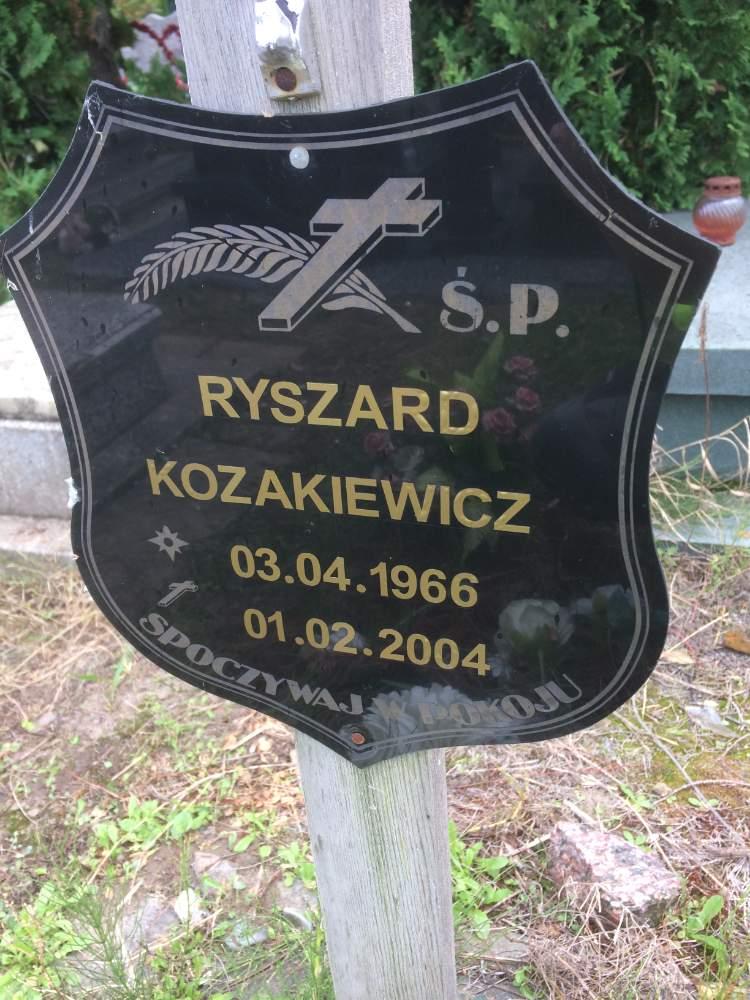 Ś.P.
RYSZARD
KOZAKIEWICZ
03.04.1966
01.02.2004
SPOCZYWAJ W POKOJU